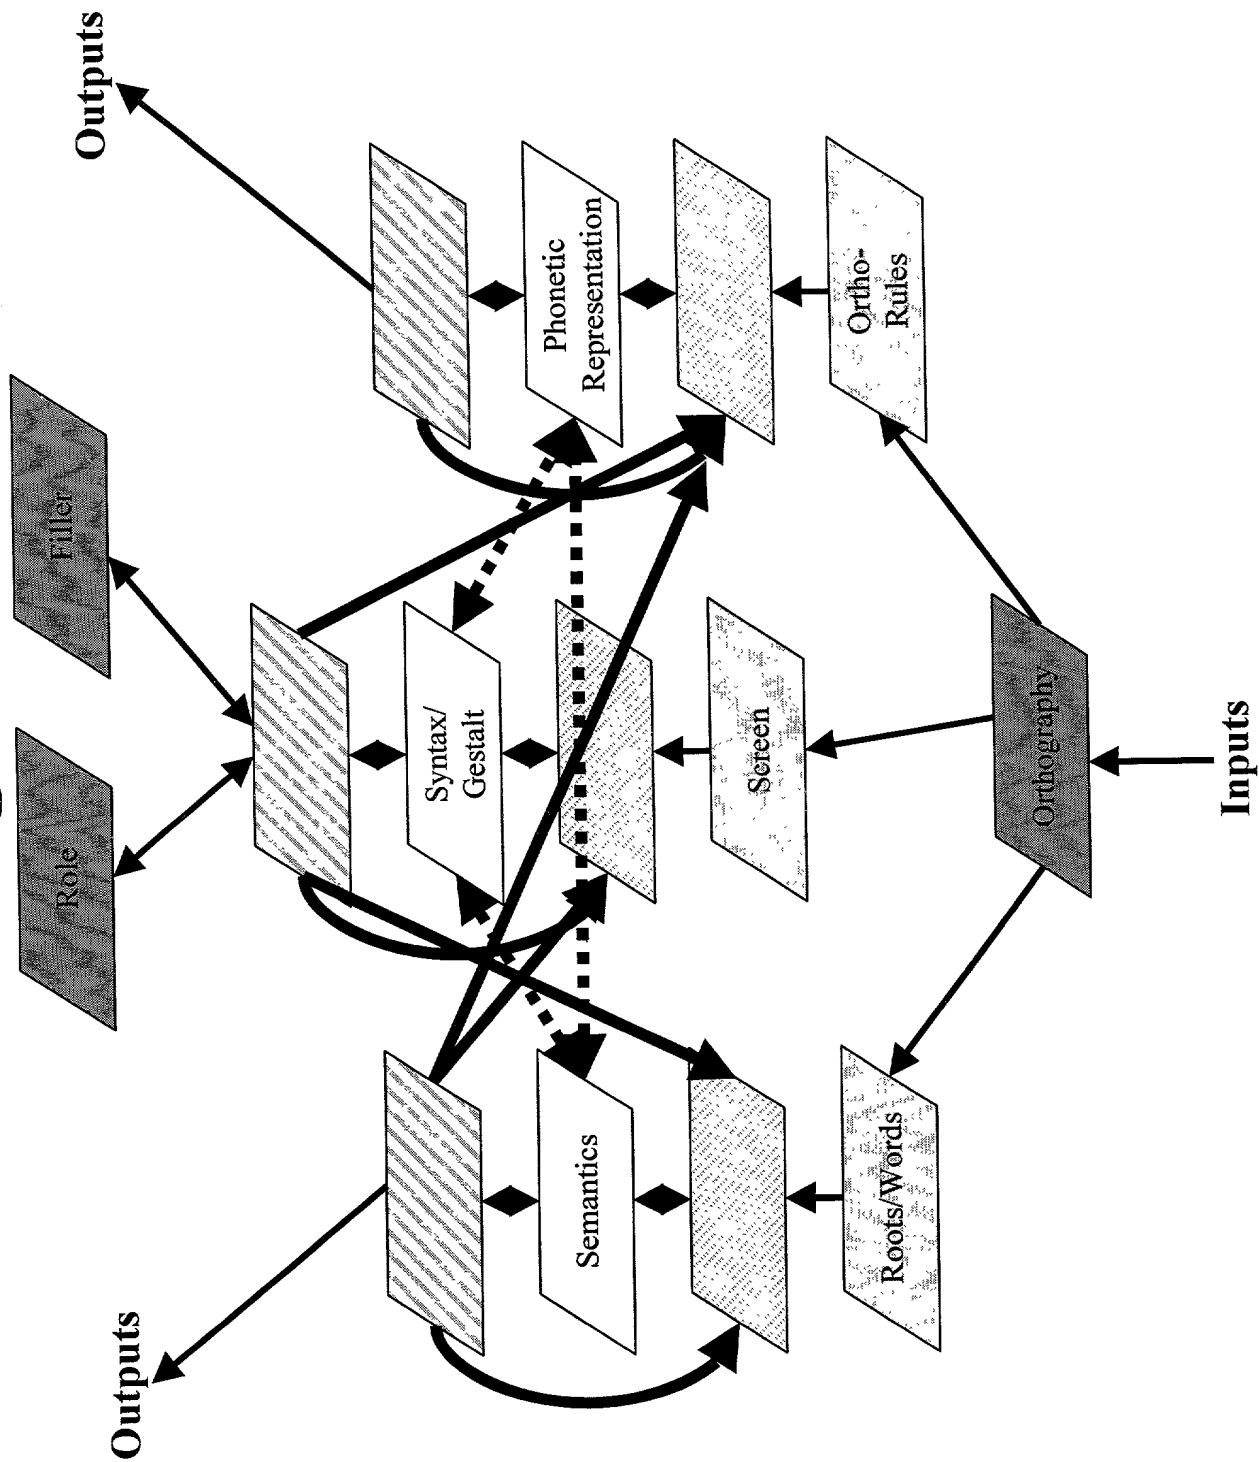 Role
Filler
Outputs
Outputs
Syntax/
Gestalt
Semantics
Phonetic
Representation
Screen
Roots/Words
Ortho-
Rules
Orthography
Inputs